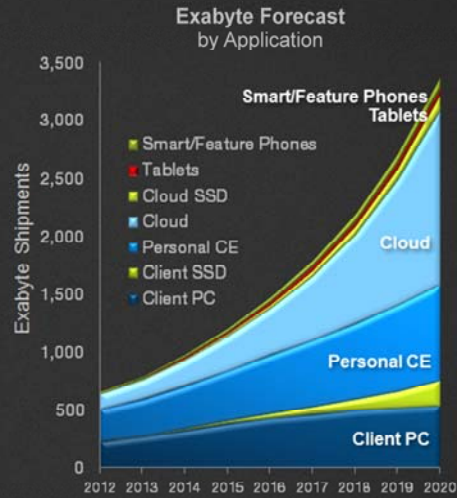 Exabyte Forecast
by Application
3,500
3,000
2,500
2,000
1,500
1,000
500
0
Exabyte Shipments
Smart/Feature Phones
Tablets
Smart/Feature Phones
Tablets
Cloud SSD
Cloud
Personal CE
Client SSD
Client PC
Cloud
Personal CE
Client PC
2012 2013 2014 2015 2016 2017 2018 2019 2020